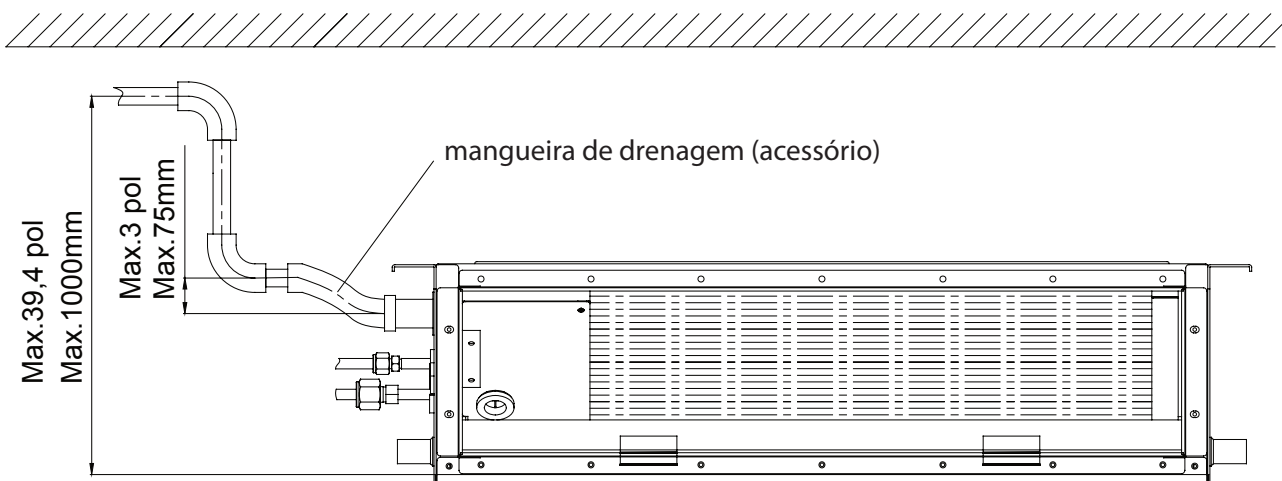 mangueira de drenagem (acessório)
Max.3 pol
Max.75mm
Max.39,4 pol
Max.1000mm